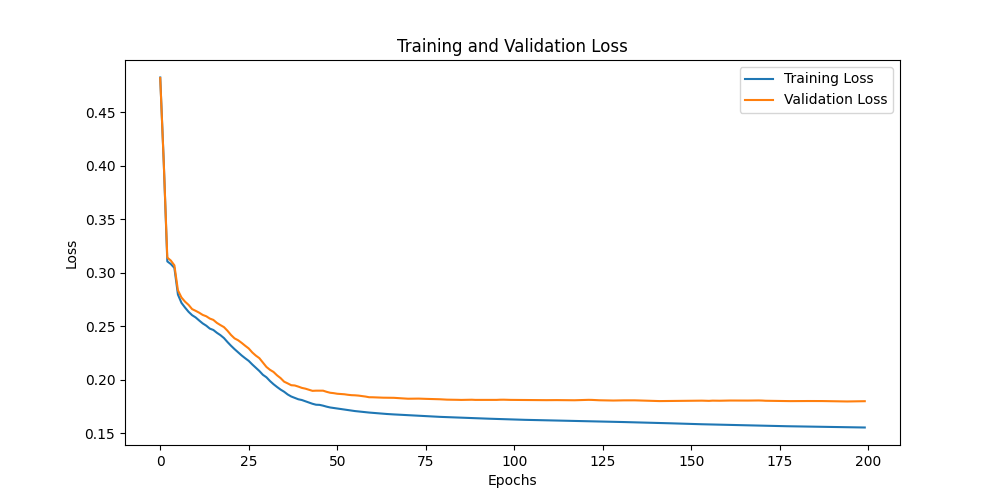 Training and Validation Loss
Training Loss
Validation Loss
0.45
0.40
0.35
0.30
0.25
0.20
0.15
Loss
0 25 50 75 100 125 150 175 200
Epochs